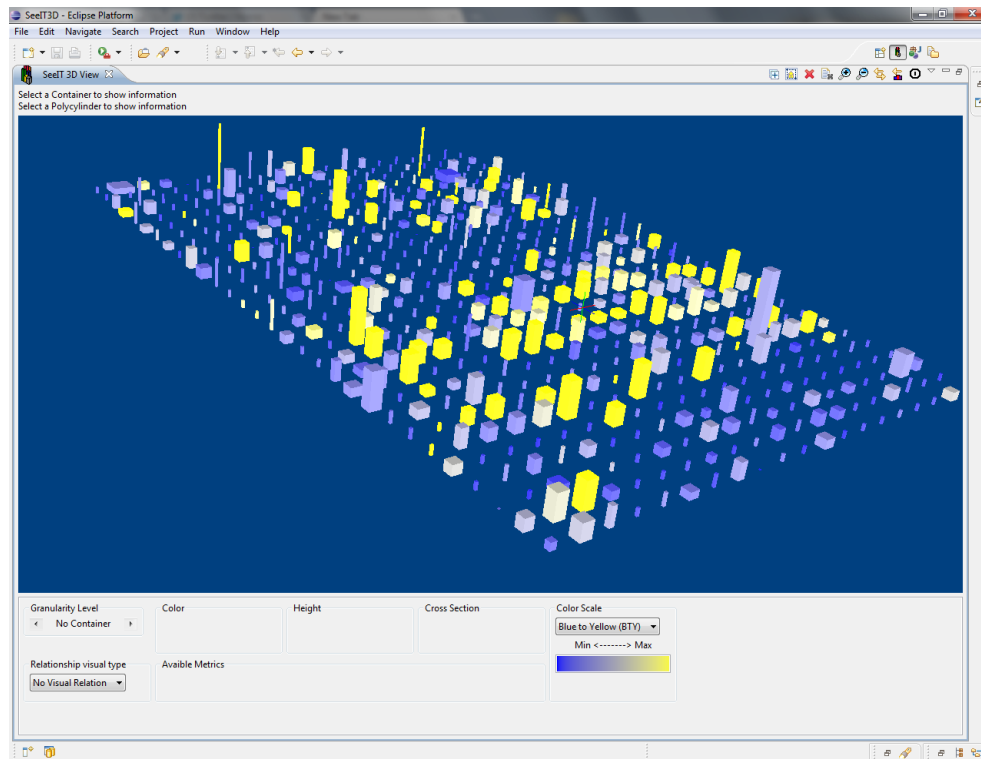 SeeIT3D - Eclipse Platform
File Edit Navigate Search Project Run Window Help
SeeIT 3D View
Select a Container to show information
Select a Polycylinder to show information
Granularity Level
No Container
Color
Height
Cross Section
Color Scale
Blue to Yellow (BTY)
Min <-------> Max
Relationship visual type
No Visual Relation
Avaible Metrics